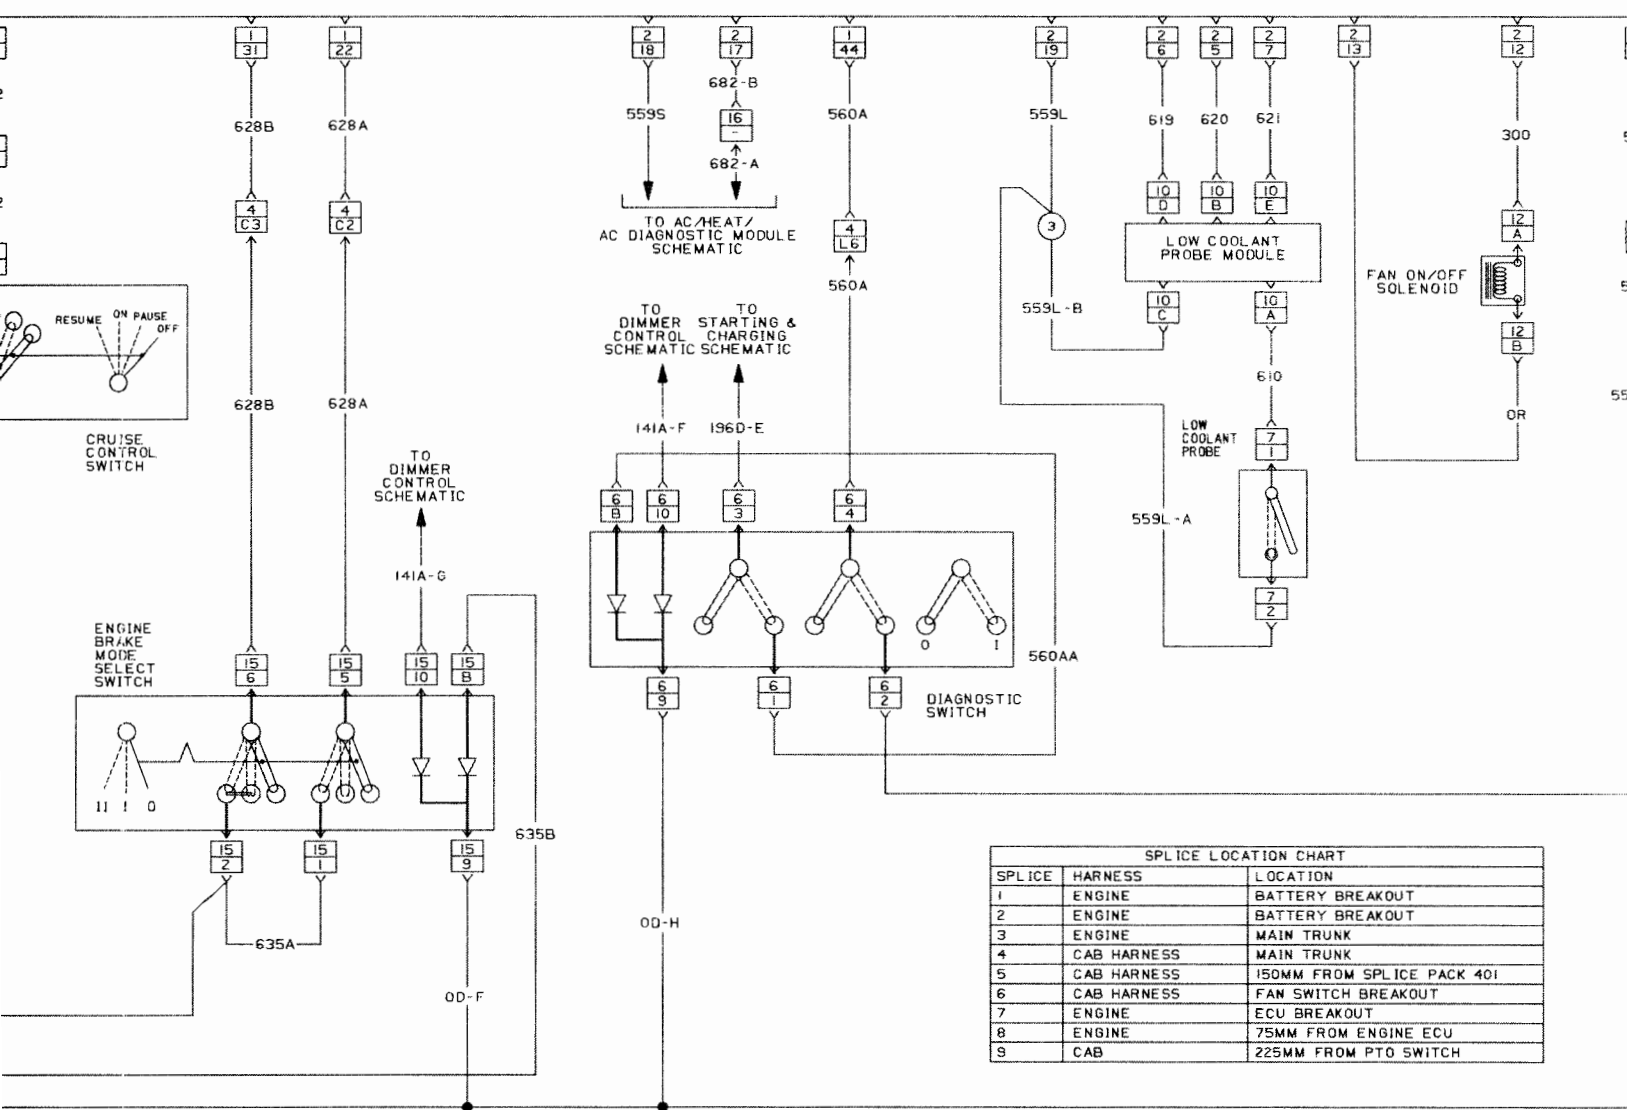 1 1 2 2 1 2 2 2 2 2 2
31 22 18 17 44 19 6 5 7 13 12
682-B
628B 628A 559S 16 560A 559L 619 620 621 300
-
682-A
4 4 10 10 10
C3 C2 D B E
4 3 12
L6 A
TO AC/HEAT/
AC DIAGNOSTIC MODULE
SCHEMATIC
LOW COOLANT
PROBE MODULE
560A
FAN ON/OFF
SOLENOID
559L-B
10 10
C A
12
B
RESUME ON PAUSE
OFF
TO
DIMMER
CONTROL
SCHEMATIC
TO
STARTING &
CHARGING
SCHEMATIC
610
628B 628A
OR
141A-F 196D-E
CRUISE
CONTROL
SWITCH
LOW
COOLANT
PROBE
7
1
TO
DIMMER
CONTROL
SCHEMATIC
6 6 6 6
B 10 3 4
559L-A
141A-G
7
2
ENGINE
BRAKE
MODE
SELECT
SWITCH
0 1
560AA
15 15 15 15
6 5 10 B
6 6 6
9 1 2
DIAGNOSTIC
SWITCH
II I 0
635B
15 15 15
2 1 9
635A
0D-H
0D-F
SPLICE LOCATION CHART
SPLICE HARNESS LOCATION
1 ENGINE BATTERY BREAKOUT
2 ENGINE BATTERY BREAKOUT
3 ENGINE MAIN TRUNK
4 CAB HARNESS MAIN TRUNK
5 CAB HARNESS 150MM FROM SPLICE PACK 401
6 CAB HARNESS FAN SWITCH BREAKOUT
7 ENGINE ECU BREAKOUT
8 ENGINE 75MM FROM ENGINE ECU
9 CAB 225MM FROM PTO SWITCH